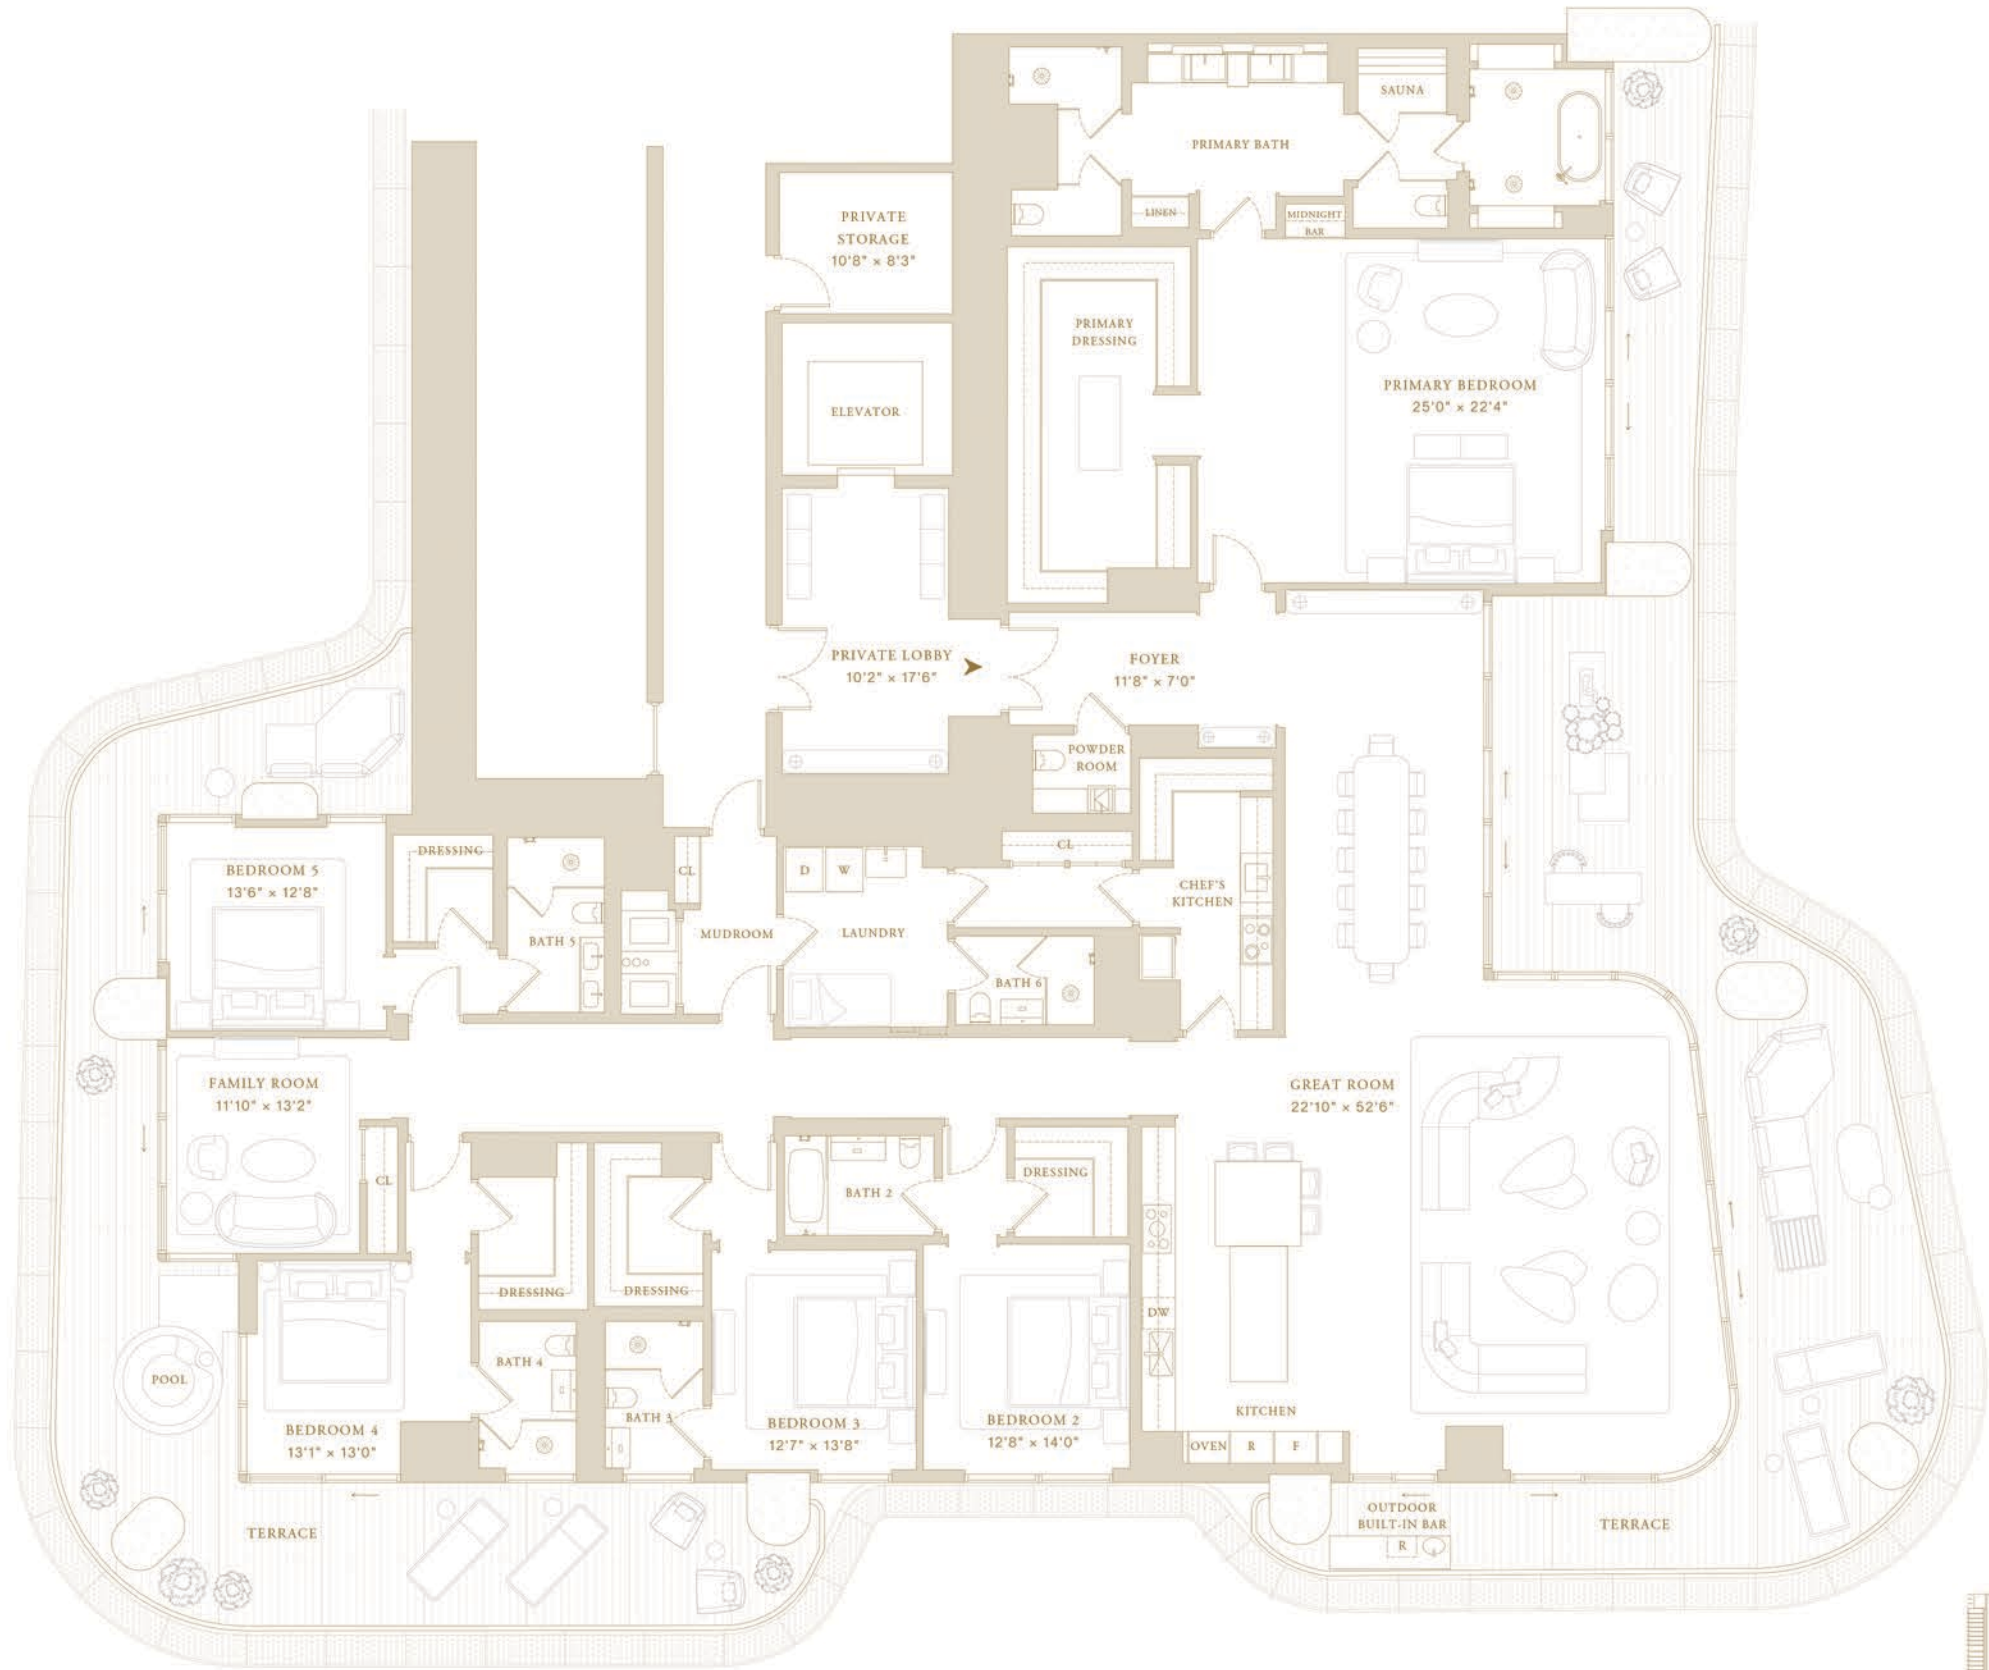 SAUNA
PRIMARY BATH
LINEN
MIDNIGHT
BAR
PRIVATE
STORAGE
10'8" × 8'3"
PRIMARY
DRESSING
ELEVATOR
PRIMARY BEDROOM
25'0" × 22'4"
PRIVATE LOBBY
10'2" × 17'6"
FOYER
11'8" × 7'0"
POWDER
ROOM
CL
BEDROOM 5
13'6" × 12'8"
DRESSING
BATH 5
CL
MUDROOM
D
W
LAUNDRY
CHEF'S
KITCHEN
BATH 6
FAMILY ROOM
11'10" × 13'2"
CL
GREAT ROOM
22'10" × 52'6"
BATH 2
DRESSING
DRESSING
DRESSING
DW
POOL
BATH 4
BEDROOM 4
13'1" × 13'0"
BATH 3
BEDROOM 3
12'7" × 13'8"
BEDROOM 2
12'8" × 14'0"
KITCHEN
OVEN
R
F
TERRACE
OUTDOOR
BUILT-IN BAR
R
TERRACE